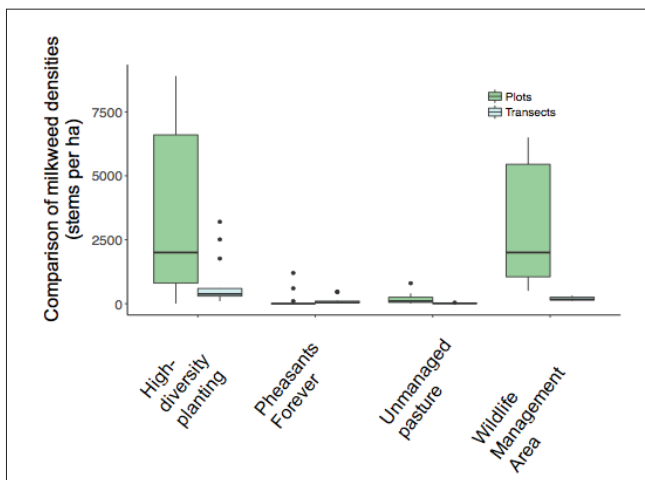 Comparison of milkweed densities
(stems per ha)
7500
5000
2500
0
Plots
Transects
High-
diversity
planting
Pheasants
Forever
Unmanaged
pasture
Wildlife
Management
Area